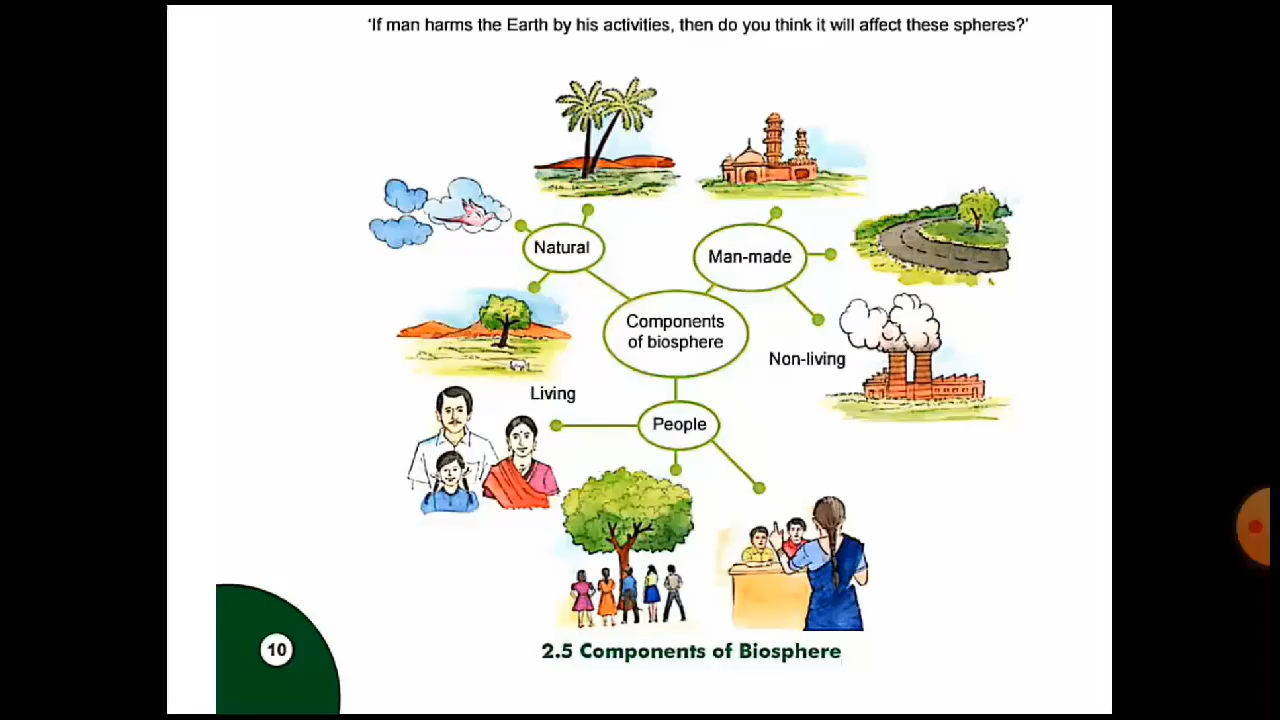 ‘If man harms the Earth by his activities, then do you think it will affect these spheres?’
Natural
Man-made
Components
of biosphere
Non-living
Living
People
10
2.5 Components of Biosphere